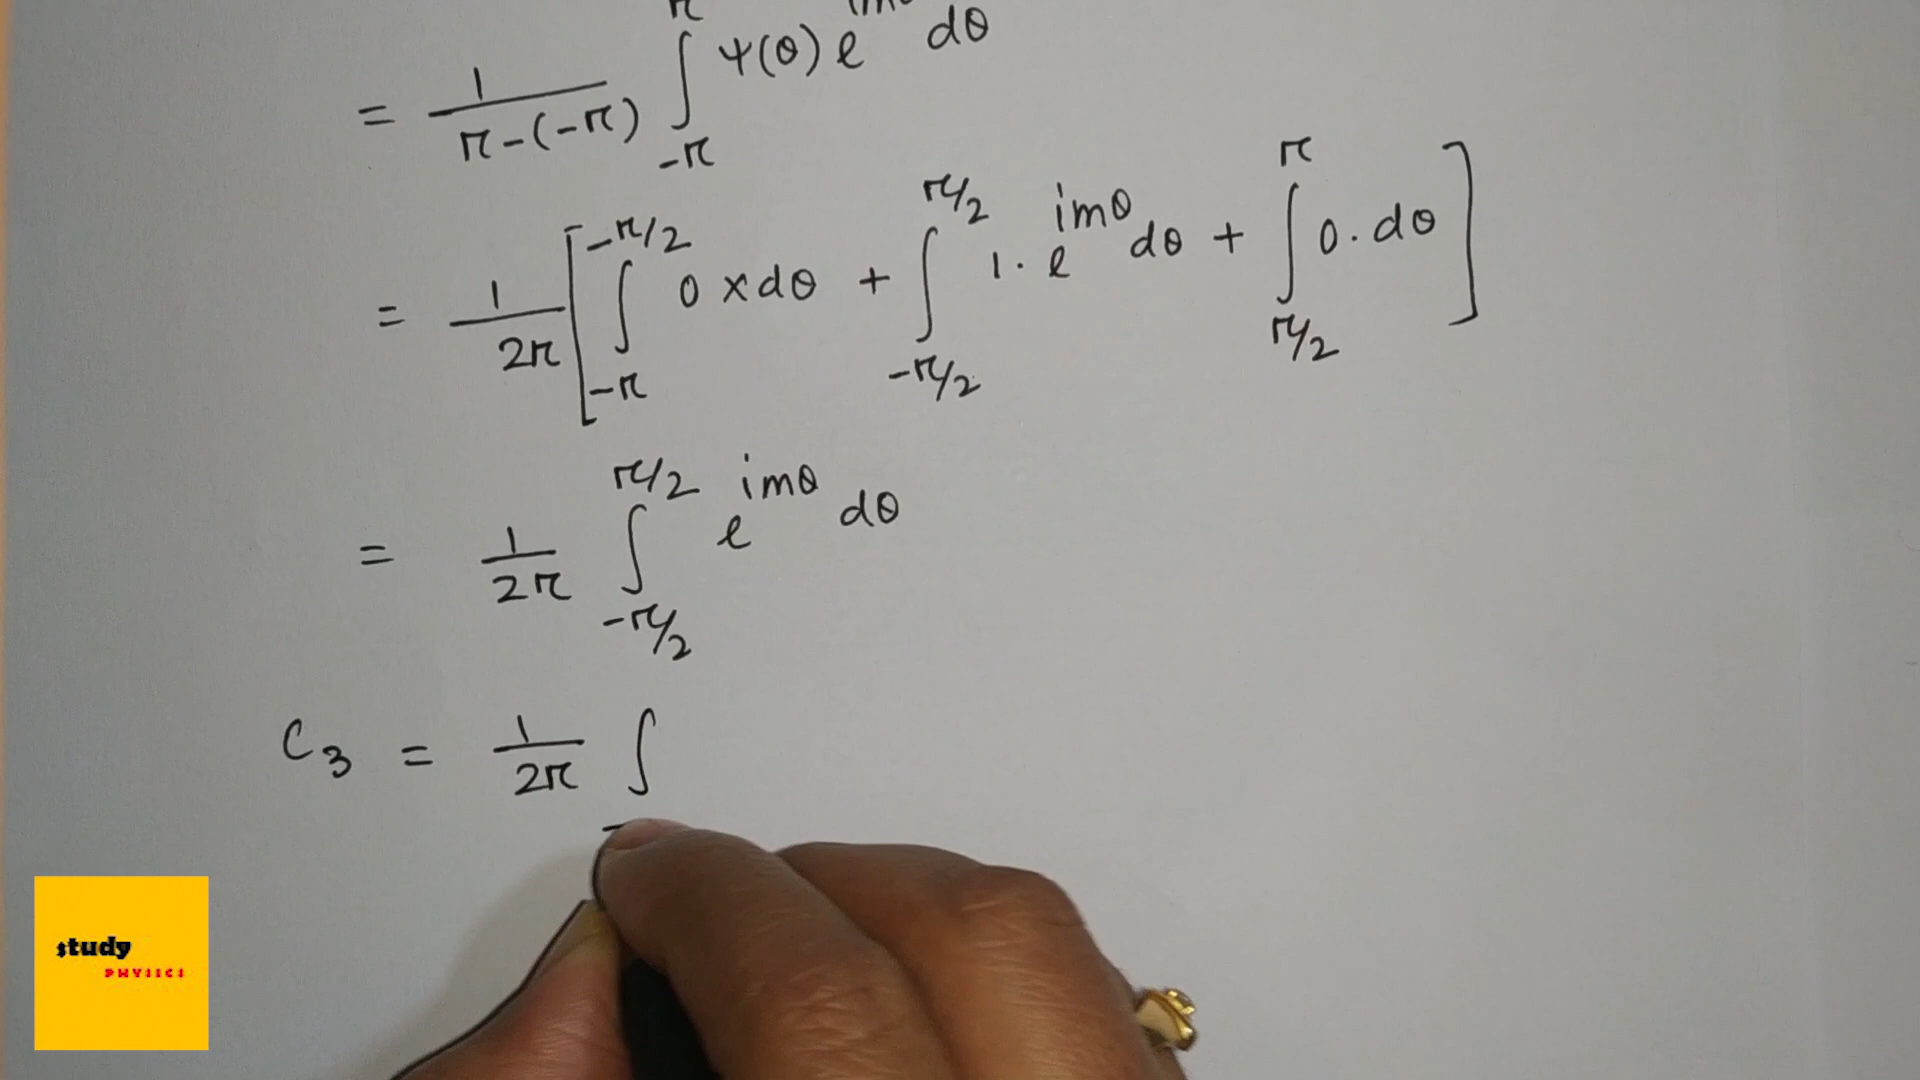 = 1/(π-(-π)) ∫_{-π}^{π} ψ(θ) e^{imθ} dθ
= 1/2π [ ∫_{-π}^{-π/2} 0 x dθ + ∫_{-π/2}^{π/2} 1. e^{imθ} dθ + ∫_{π/2}^{π} 0. dθ ]
= 1/2π ∫_{-π/2}^{π/2} e^{imθ} dθ
C_3 = 1/2π ∫
study
PHYSICS